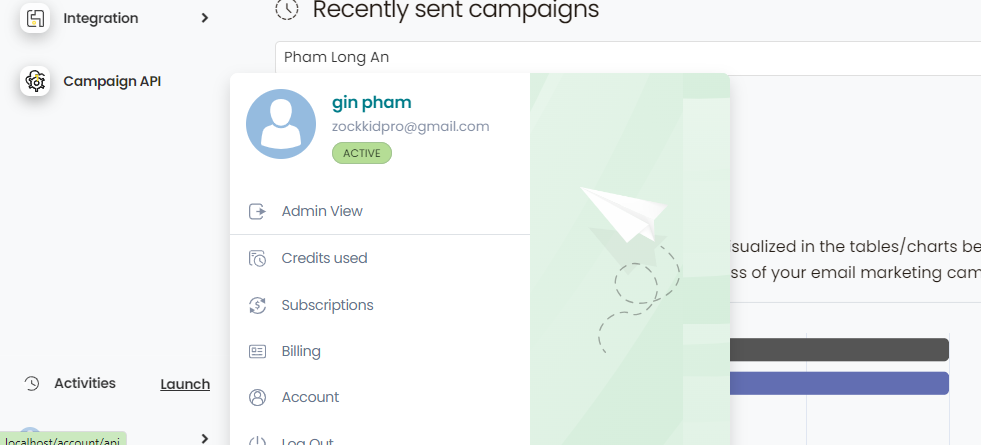 Recently sent campaigns
Integration
Pham Long An
Campaign API
gin pham
zockkidpro@gmail.com
ACTIVE
Admin View
Credits used
Subscriptions
Billing
Account
Log Out
sualized in the tables/charts be
ss of your email marketing cam
Activities Launch
localhost/account/api